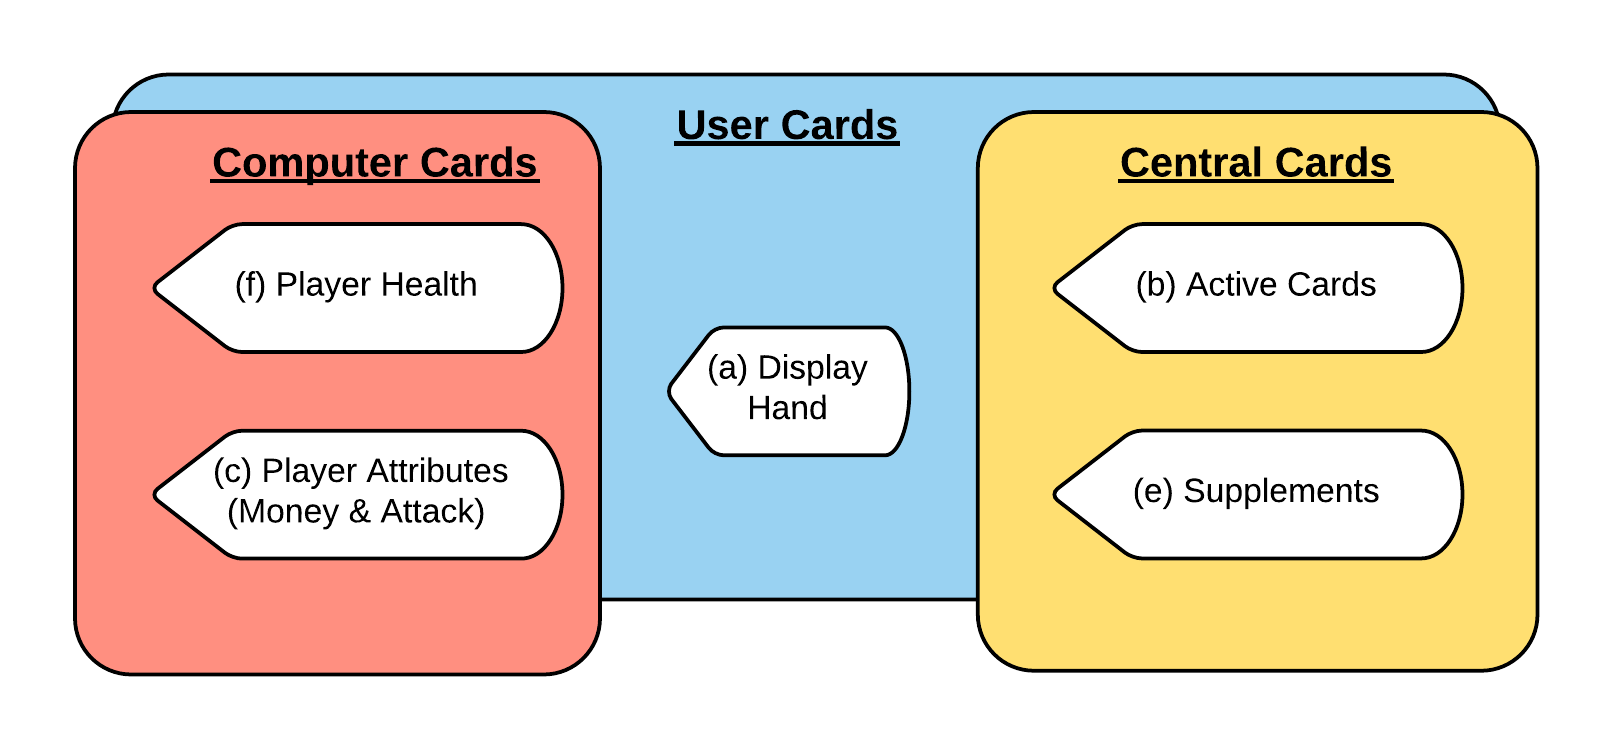 User Cards
Computer Cards
(f) Player Health
(c) Player Attributes
(Money & Attack)
(a) Display
Hand
Central Cards
(b) Active Cards
(e) Supplements